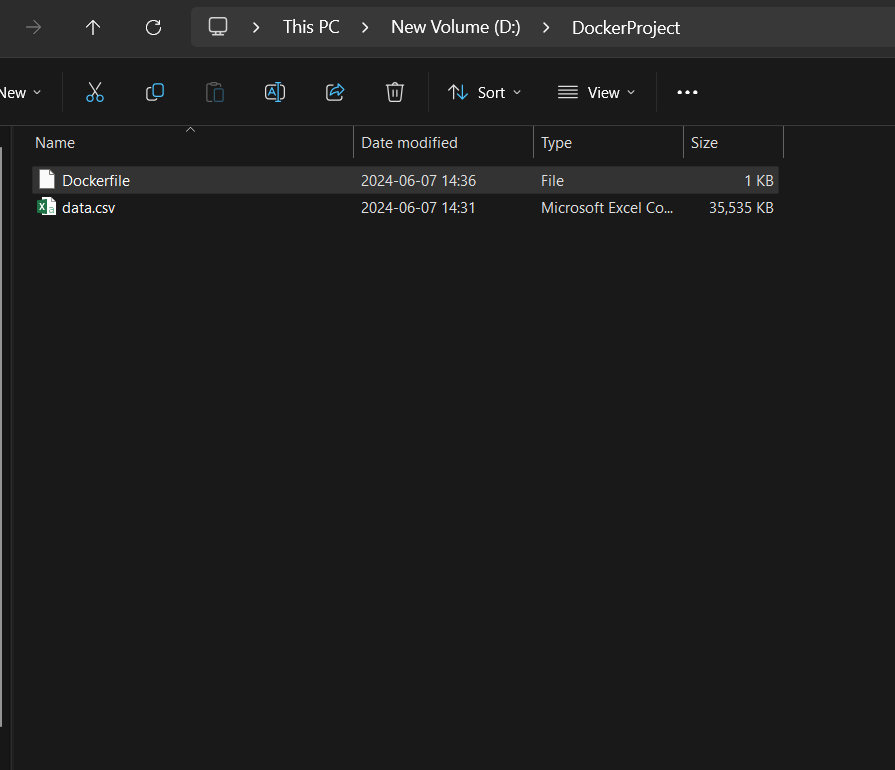 This PC > New Volume (D:) > DockerProject
New Sort View
Name Date modified Type Size
Dockerfile 2024-06-07 14:36 File 1 KB
data.csv 2024-06-07 14:31 Microsoft Excel Co... 35,535 KB